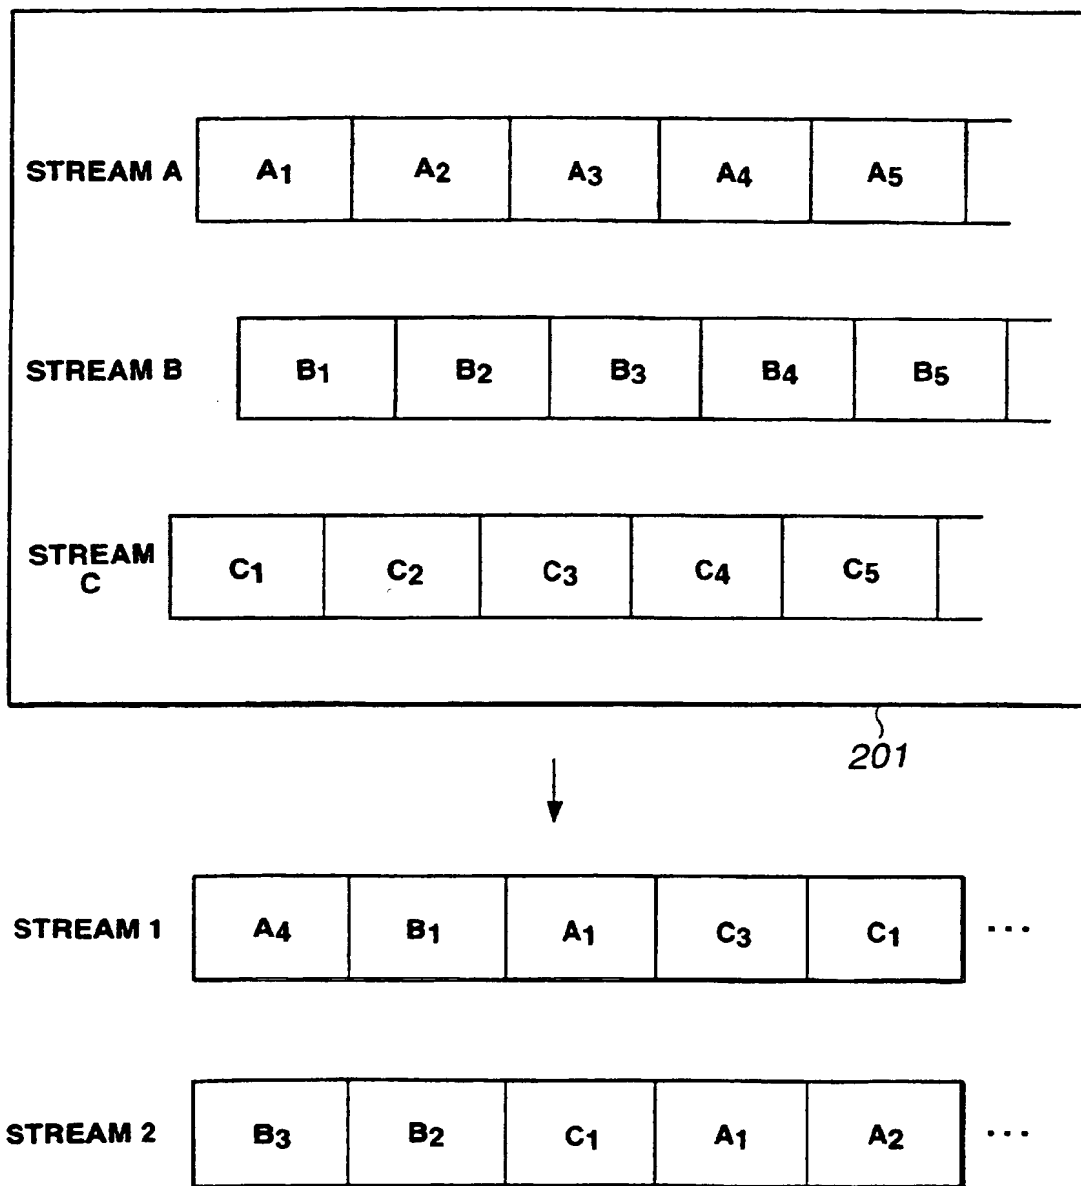 STREAM A A1 A2 A3 A4 A5
STREAM B B1 B2 B3 B4 B5
STREAM
C C1 C2 C3 C4 C5
201
STREAM 1 A4 B1 A1 C3 C1 ...
STREAM 2 B3 B2 C1 A1 A2 ...